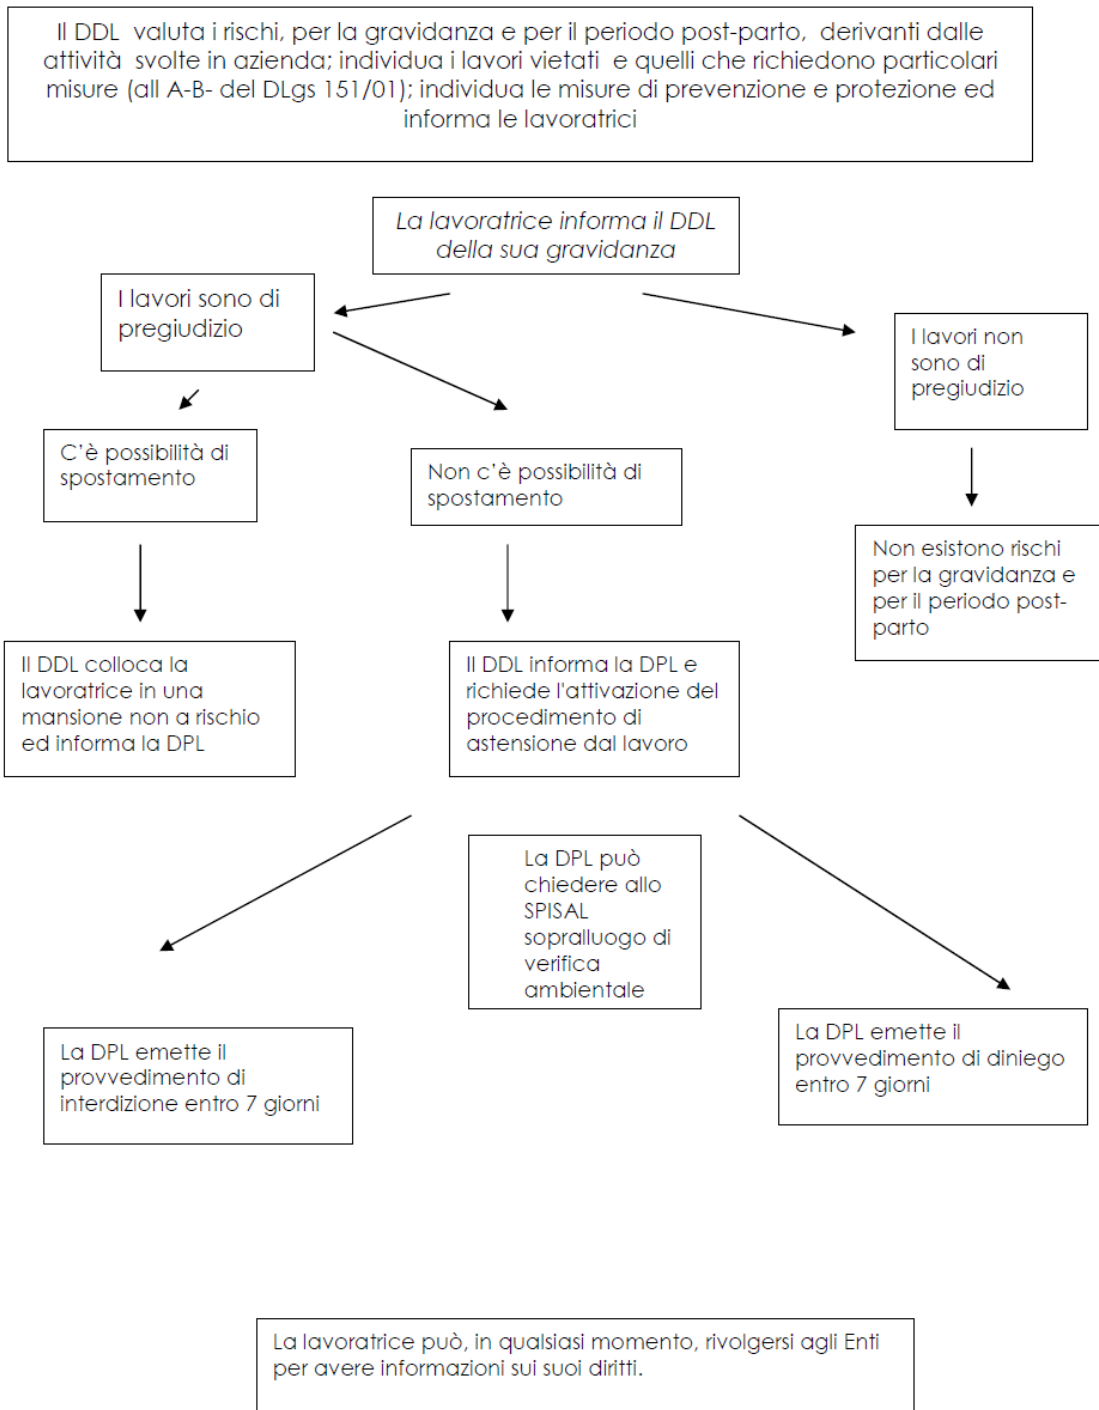 Il DDL valuta i rischi, per la gravidanza e per il periodo post-parto, derivanti dalle
attività svolte in azienda; individua i lavori vietati e quelli che richiedono particolari
misure (all A-B- del DLgs 151/01); individua le misure di prevenzione e protezione ed
informa le lavoratrici
La lavoratrice informa il DDL
della sua gravidanza
I lavori sono di
pregiudizio
I lavori non
sono di
pregiudizio
C'è possibilità di
spostamento
Non c'è possibilità di
spostamento
Non esistono rischi
per la gravidanza e
per il periodo post-
parto
Il DDL colloca la
lavoratrice in una
mansione non a rischio
ed informa la DPL
Il DDL informa la DPL e
richiede l'attivazione del
procedimento di
astensione dal lavoro
La DPL può
chiedere allo
SPISAL
sopralluogo di
verifica
ambientale
La DPL emette il
provvedimento di
interdizione entro 7 giorni
La DPL emette il
provvedimento di diniego
entro 7 giorni
La lavoratrice può, in qualsiasi momento, rivolgersi agli Enti
per avere informazioni sui suoi diritti.